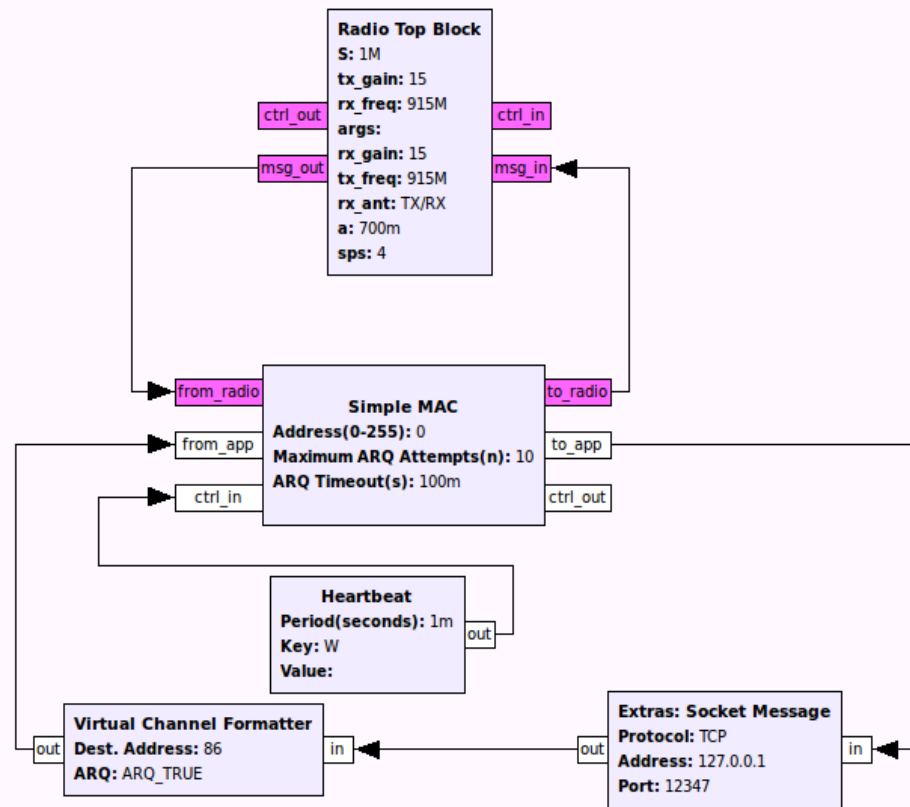 Radio Top Block
S: 1M
tx_gain: 15
rx_freq: 915M
ctrl_out
ctrl_in
args:
rx_gain: 15
msg_out
msg_in
tx_freq: 915M
rx_ant: TX/RX
a: 700m
sps: 4
from_radio
to_radio
Simple MAC
Address(0-255): 0
from_app
to_app
Maximum ARQ Attempts(n): 10
ARQ Timeout(s): 100m
ctrl_in
ctrl_out
Heartbeat
Period(seconds): 1m
out
Key: W
Value:
Virtual Channel Formatter
out
Dest. Address: 86
in
ARQ: ARQ_TRUE
Extras: Socket Message
Protocol: TCP
out
Address: 127.0.0.1
in
Port: 12347